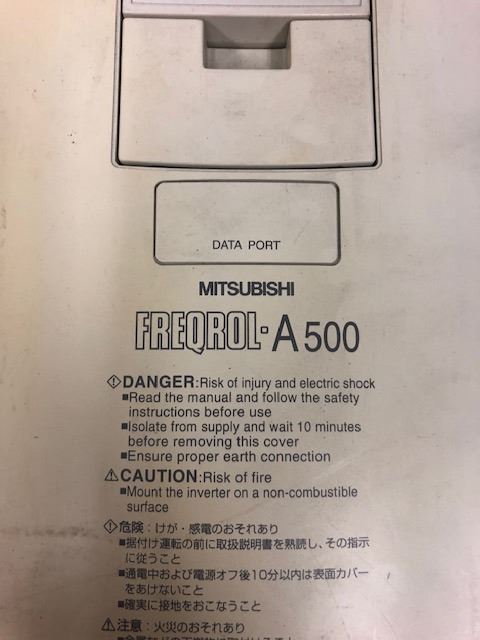 DATA PORT
MITSUBISHI
FREQROL-A500
DANGER:Risk of injury and electric shock
■Read the manual and follow the safety
instructions before use
■Isolate from supply and wait 10 minutes
before removing this cover
■Ensure proper earth connection
CAUTION:Risk of fire
■Mount the inverter on a non-combustible
surface
危険：けが・感電のおそれあり
■据付け運転の前に取扱説明書を熟読し、その指示
に従うこと
■通電中および電源オフ後10分以内は表面カバー
をあけないこと
■確実に接地をおこなうこと
注意：火災のおそれあり